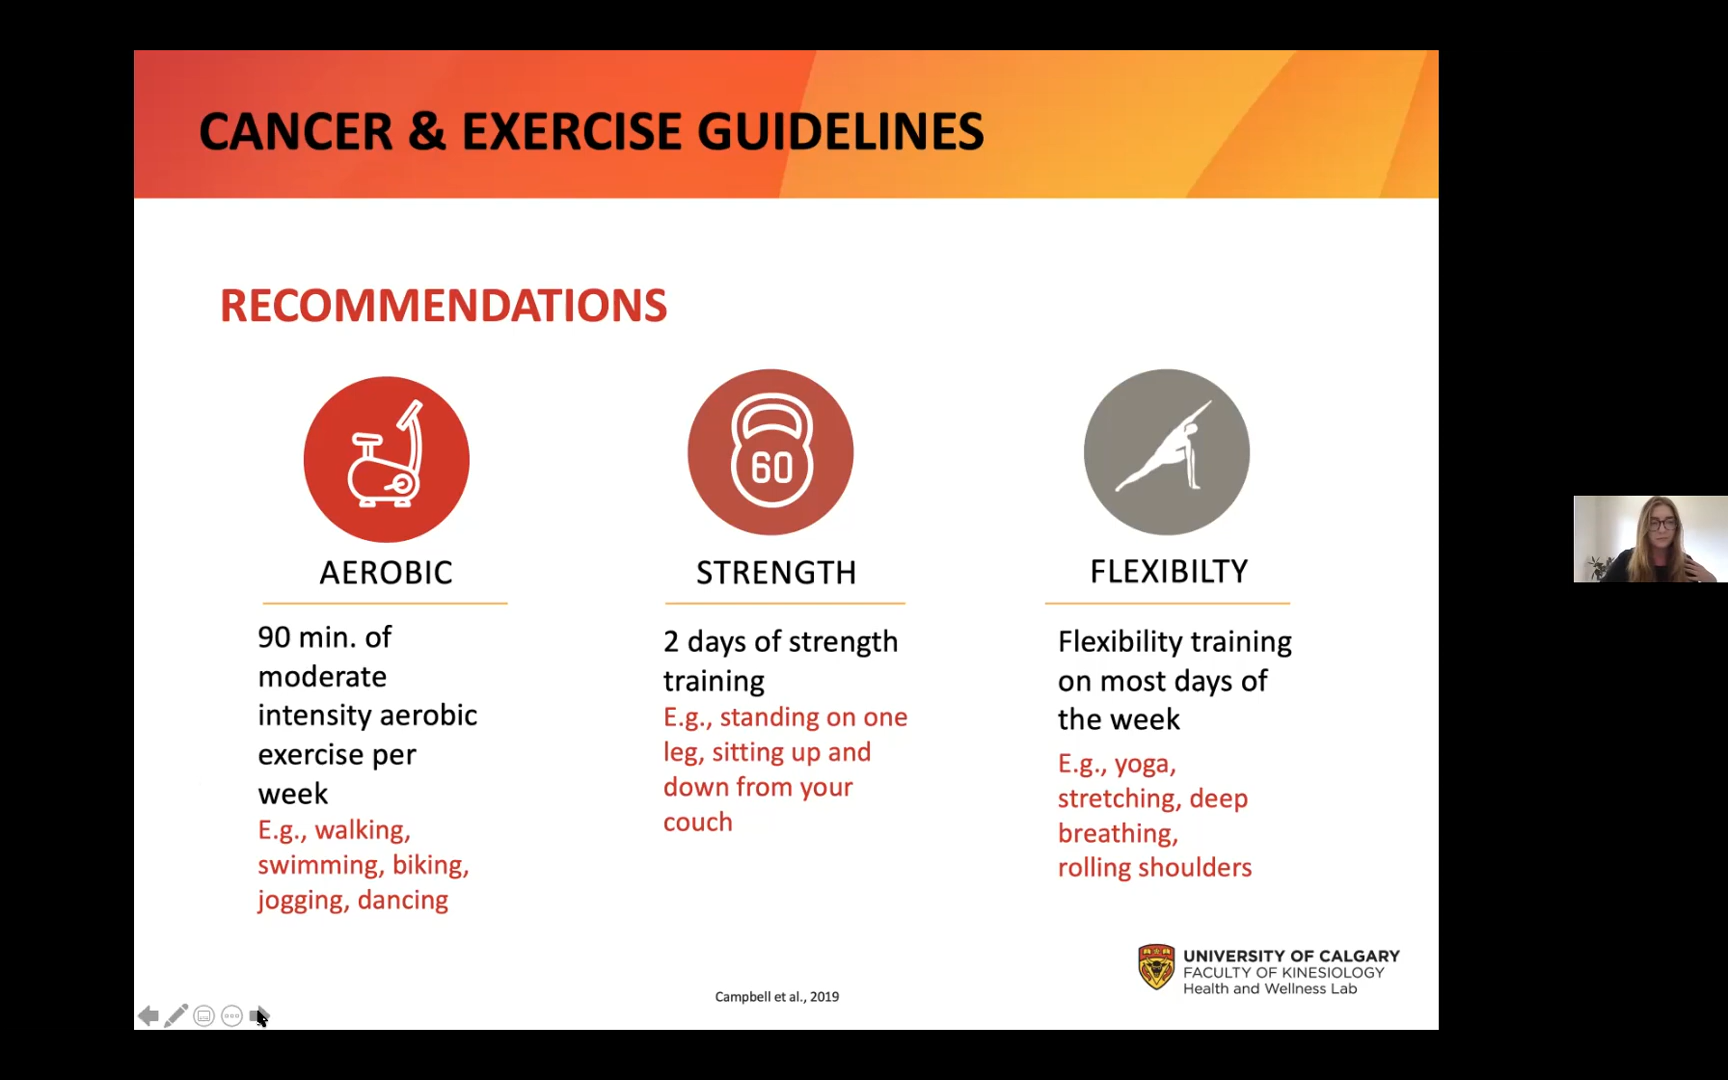 CANCER & EXERCISE GUIDELINES
RECOMMENDATIONS
AEROBIC
90 min. of
moderate
intensity aerobic
exercise per
week
E.g., walking,
swimming, biking,
jogging, dancing
60
STRENGTH
2 days of strength
training
E.g., standing on one
leg, sitting up and
down from your
couch
FLEXIBILTY
Flexibility training
on most days of
the week
E.g., yoga,
stretching, deep
breathing,
rolling shoulders
Campbell et al., 2019
UNIVERSITY OF CALGARY
FACULTY OF KINESIOLOGY
Health and Wellness Lab